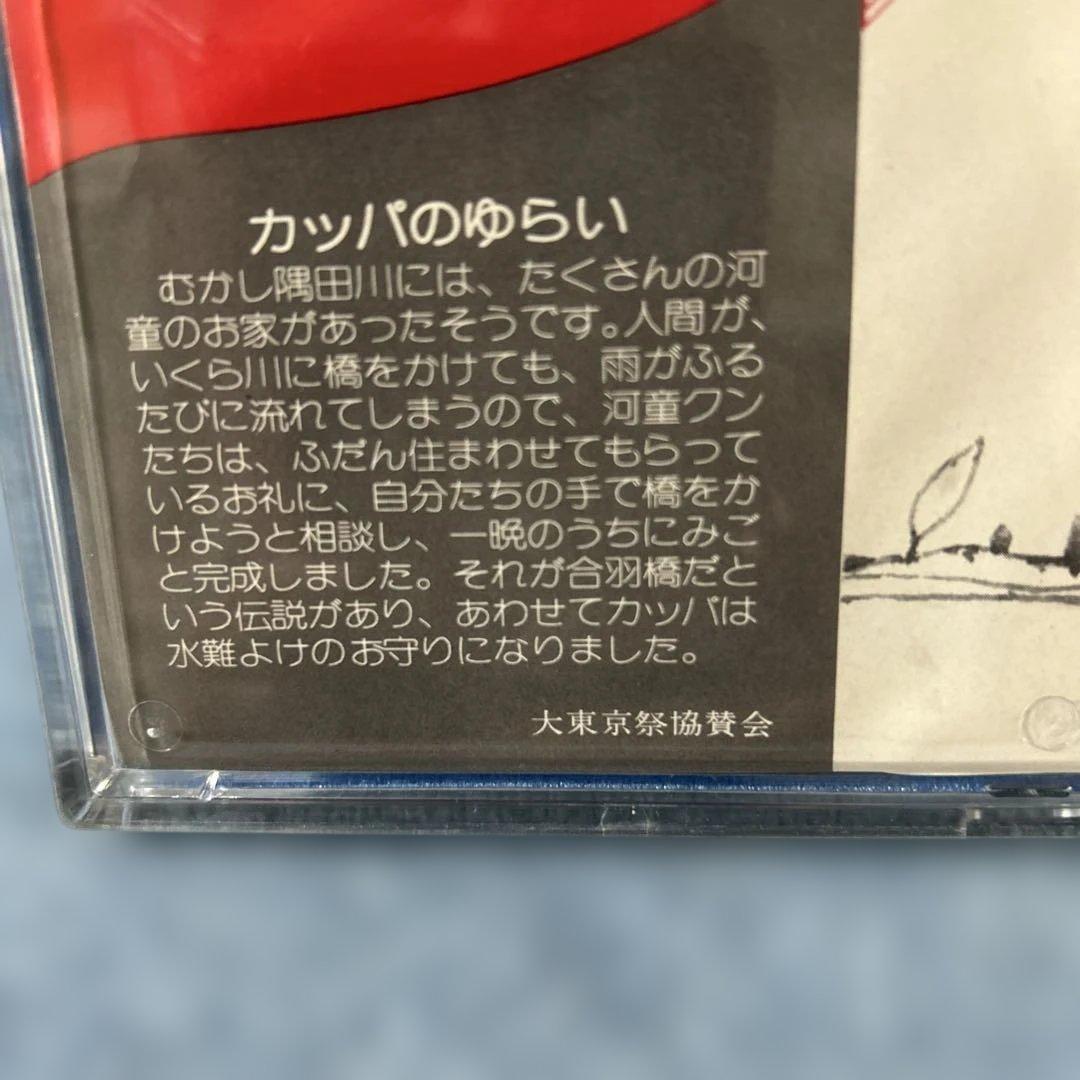 カッパのゆらい
むかし隅田川には、たくさんの河
童のお家があったそうです。人間が、
いくら川に橋をかけても、雨がふる
たびに流れてしまうので、河童クン
たちは、ふだん住まわせてもらって
いるお礼に、自分たちの手で橋をか
けようと相談し、一晩のうちにみご
と完成しました。それが合羽橋だと
いう伝説があり、あわせてカッパは
水難よけのお守りになりました。
大東京祭協賛会